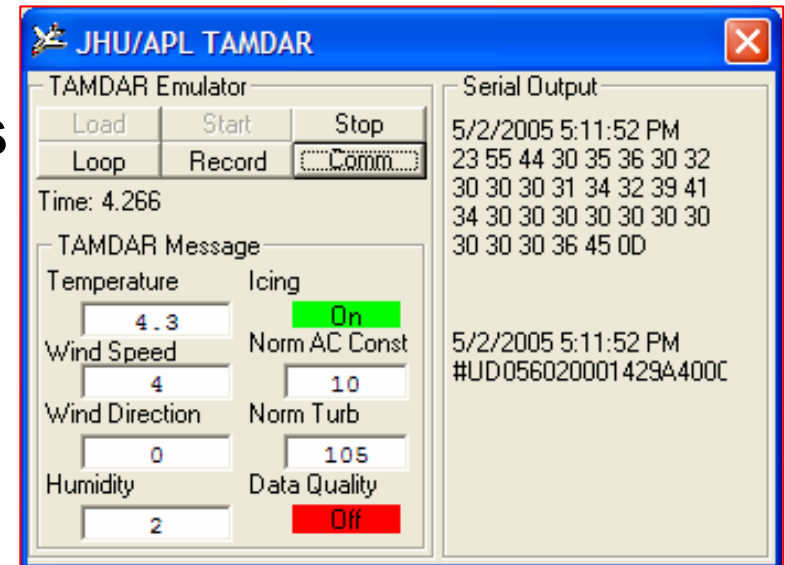 JHU/APL TAMDAR
TAMDAR Emulator
Load Start Stop
Loop Record Comm
Time: 4.266
TAMDAR Message
Temperature Icing
4.3 On
Wind Speed Norm AC Const
4 10
Wind Direction Norm Turb
0 105
Humidity Data Quality
2 Off
Serial Output
5/2/2005 5:11:52 PM
23 55 44 30 35 36 30 32
30 30 30 31 34 32 39 41
34 30 30 30 30 30 30 30
30 30 30 36 45 0D
5/2/2005 5:11:52 PM
#UD056020001429A400